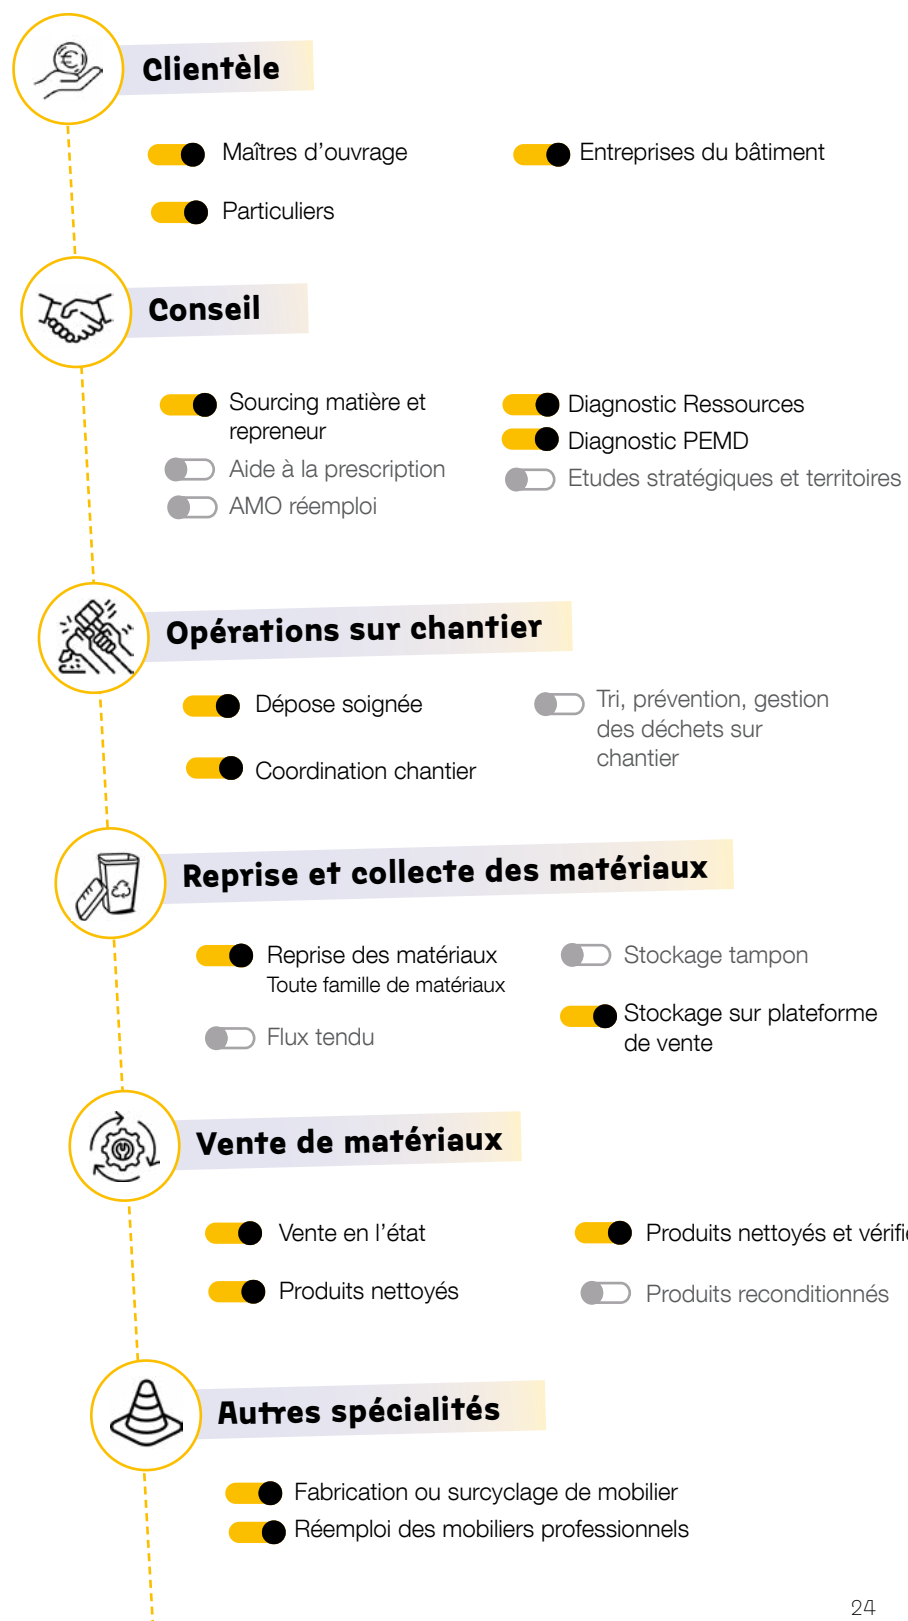 Clientèle
Maîtres d'ouvrage
Entreprises du bâtiment
Particuliers
Conseil
Sourcing matière et
repreneur
Aide à la prescription
AMO réemploi
Diagnostic Ressources
Diagnostic PEMD
Etudes stratégiques et territoires
Opérations sur chantier
Dépose soignée
Coordination chantier
Tri, prévention, gestion
des déchets sur
chantier
Reprise et collecte des matériaux
Reprise des matériaux
Toute famille de matériaux
Flux tendu
Stockage tampon
Stockage sur plateforme
de vente
Vente de matériaux
Vente en l'état
Produits nettoyés
Produits nettoyés et
Produits reconditionnés
Autres spécialités
Fabrication ou surcyclage de mobilier
Réemploi des mobiliers professionnels
24